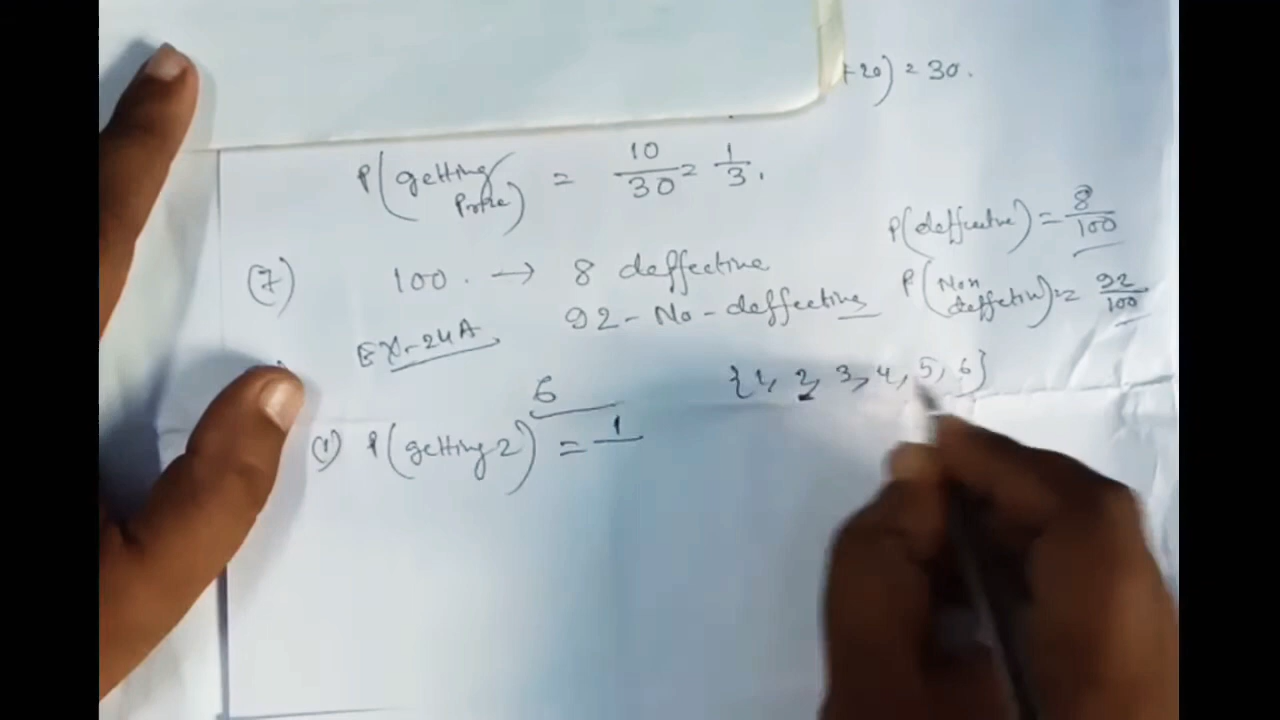 +20) = 30.
P(getting Prize) = 10/30 = 1/3.
P(deffective) = 8/100
(7) 100. → 8 deffective
92 - No - deffective
P(Non deffectiv) = 92/100
EX-24A
6
{1, 2, 3, 4, 5, 6}
(1) P(getting 2) = 1